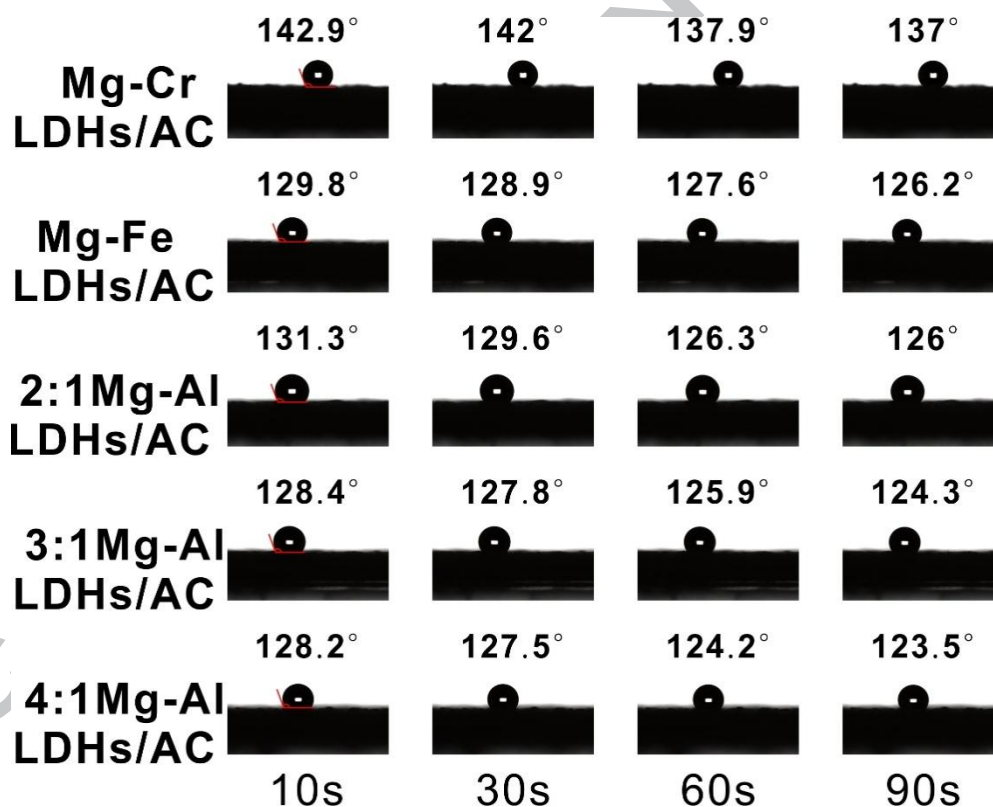 142.9° 142° 137.9° 137°
Mg-Cr
LDHs/AC
129.8° 128.9° 127.6° 126.2°
Mg-Fe
LDHs/AC
131.3° 129.6° 126.3° 126°
2:1Mg-Al
LDHs/AC
128.4° 127.8° 125.9° 124.3°
3:1Mg-Al
LDHs/AC
128.2° 127.5° 124.2° 123.5°
4:1Mg-Al
LDHs/AC
10s 30s 60s 90s